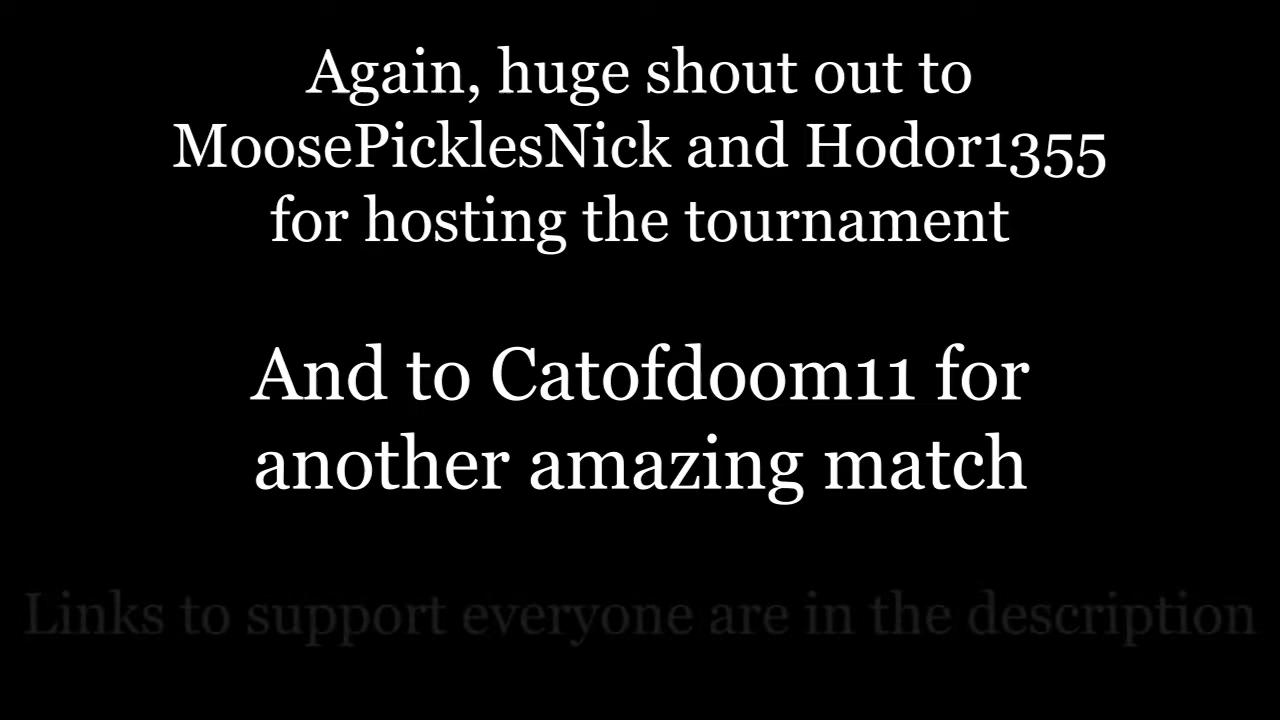 Again, huge shout out to
MoosePicklesNick and Hodor1355
for hosting the tournament
And to Catofdoom11 for
another amazing match
Links to support everyone are in the description